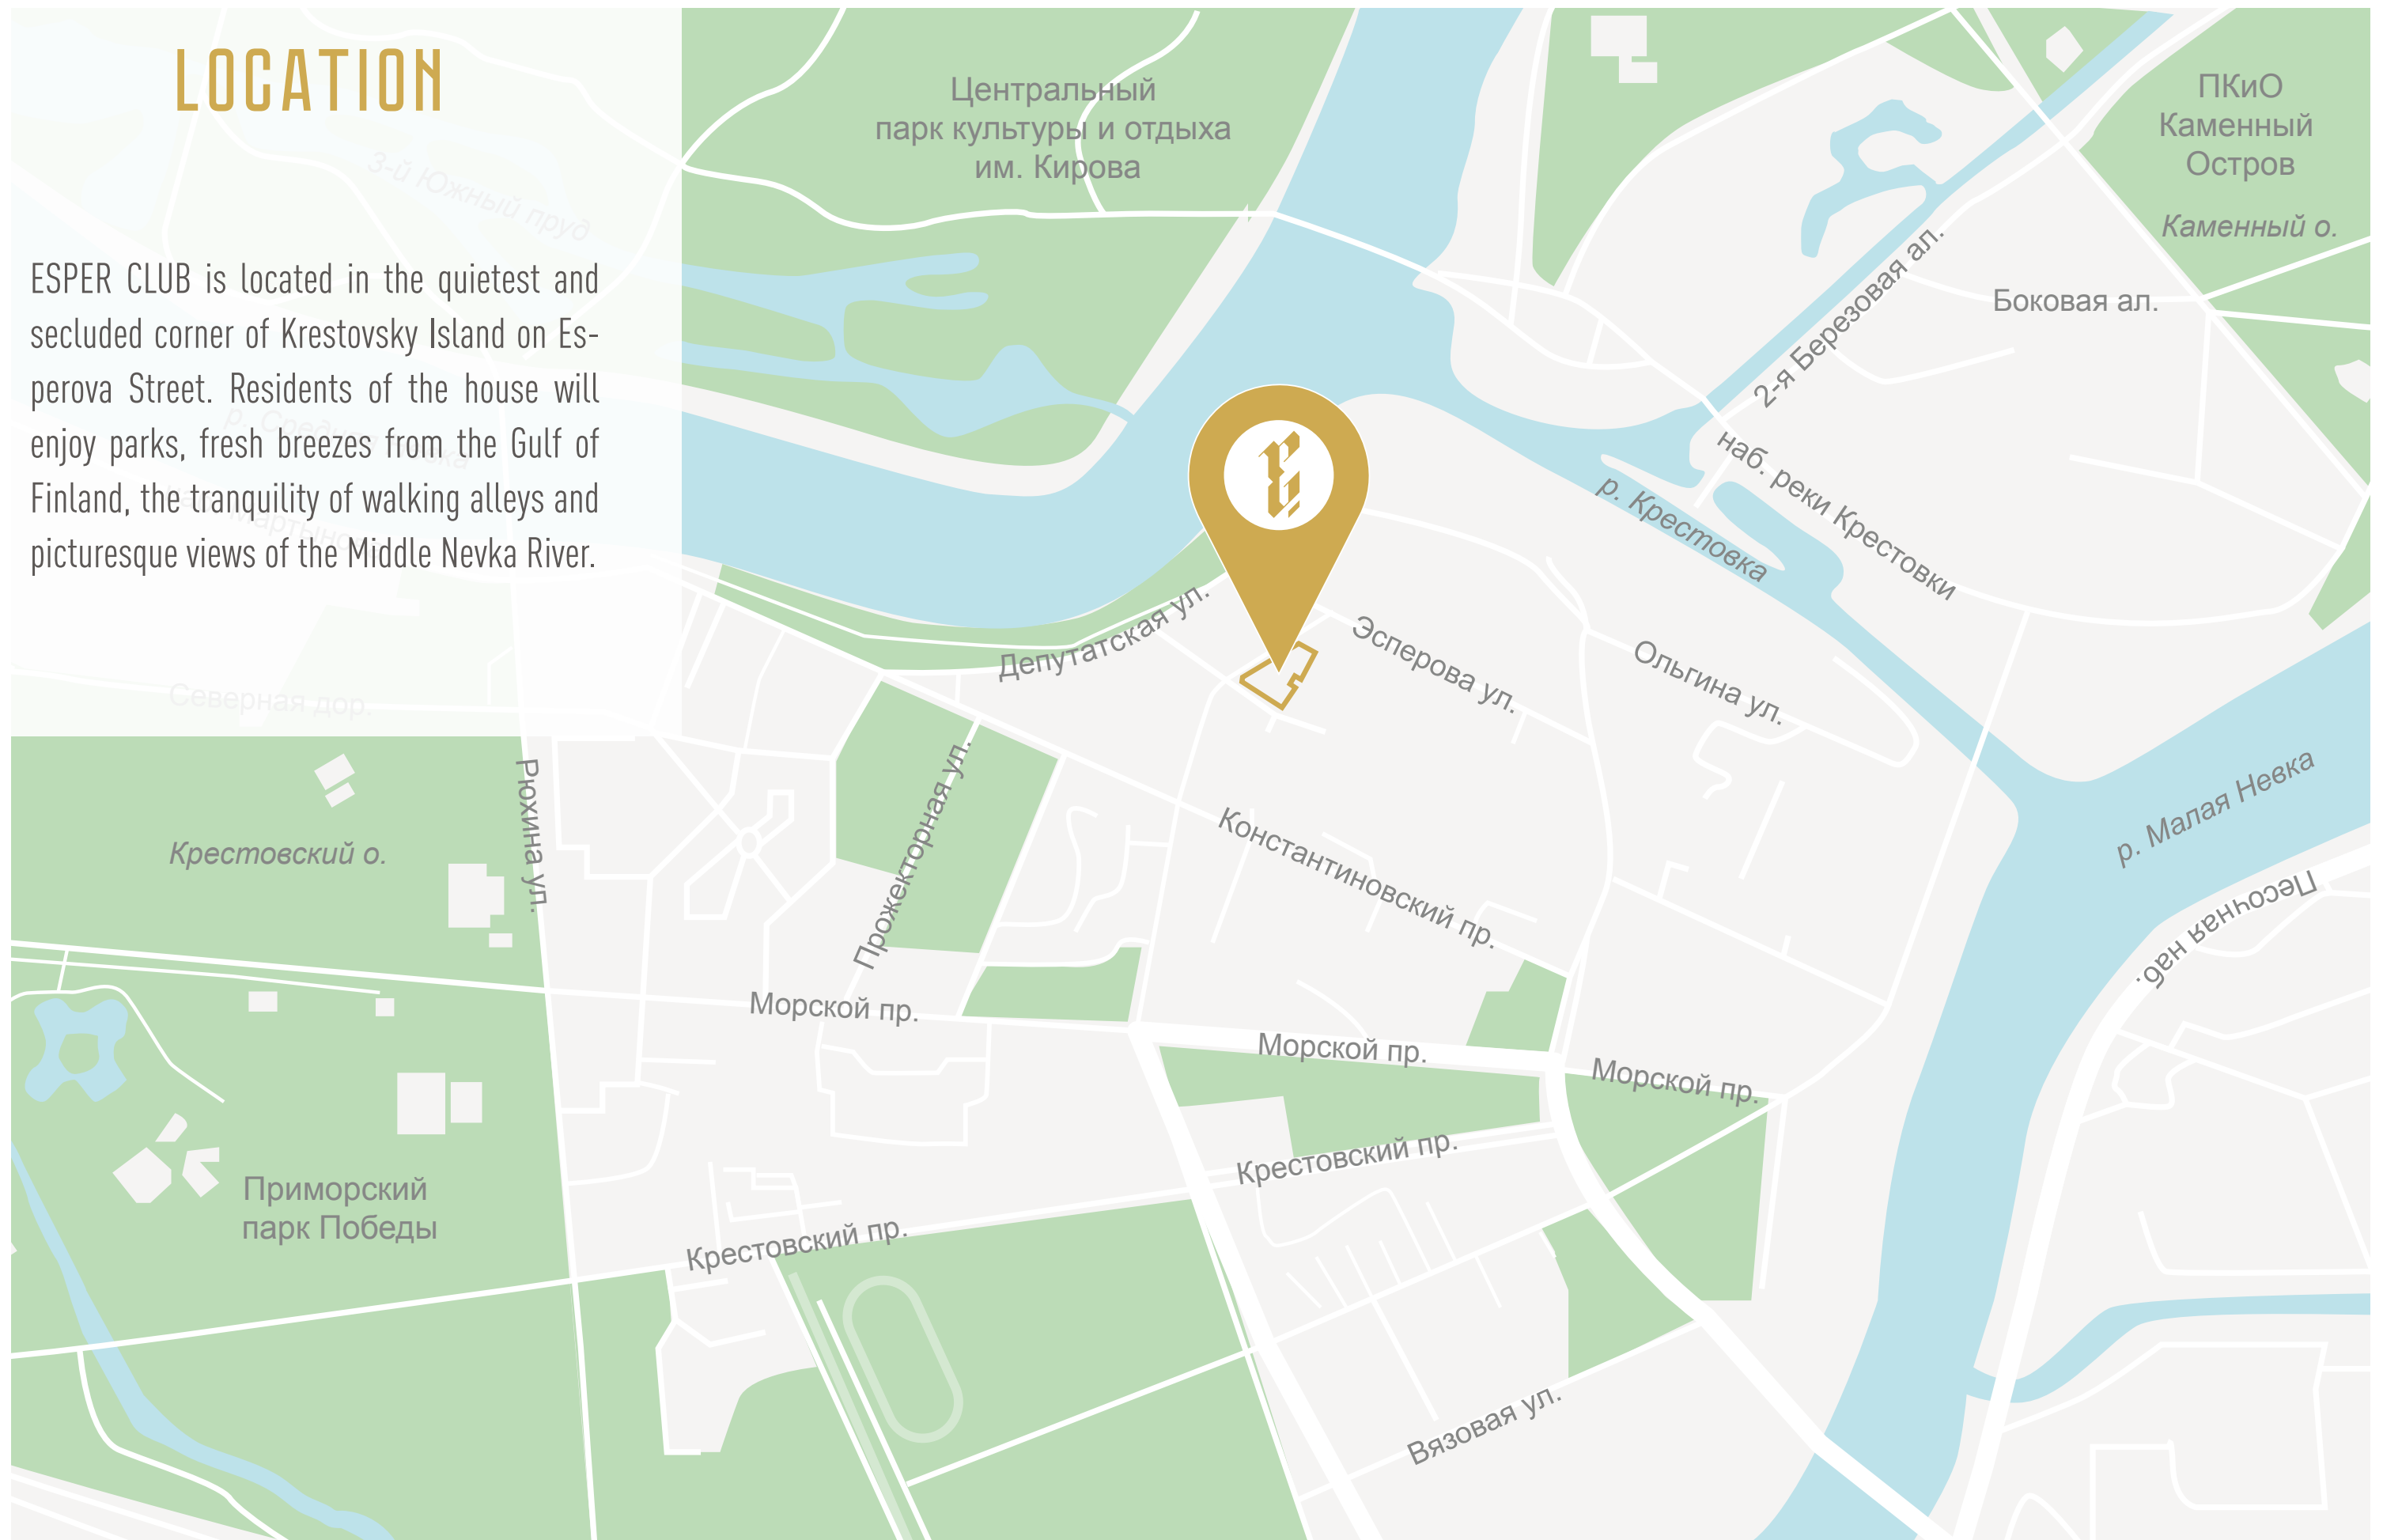 LOCATION
ESPER CLUB is located in the quietest and
secluded corner of Krestovsky Island on Es-
perova Street. Residents of the house will
enjoy parks, fresh breezes from the Gulf of
Finland, the tranquility of walking alleys and
picturesque views of the Middle Nevka River.
3-й Южный пруд
Северная дор.
Центральный
парк культуры и отдыха
им. Кирова
ПКиО
Каменный
Остров
Каменный о.
Боковая ал.
2-я Березовая ал.
наб. реки Крестовки
р. Крестовка
Депутатская ул.
Эсперова ул.
Ольгина ул.
р. Малая Невка
Песочная наб.
Рюхина ул.
Крестовский о.
Прожекторная ул.
Константиновский пр.
Морской пр.
Морской пр.
Морской пр.
Крестовский пр.
Приморский
парк Победы
Крестовский пр.
Вязовая ул.